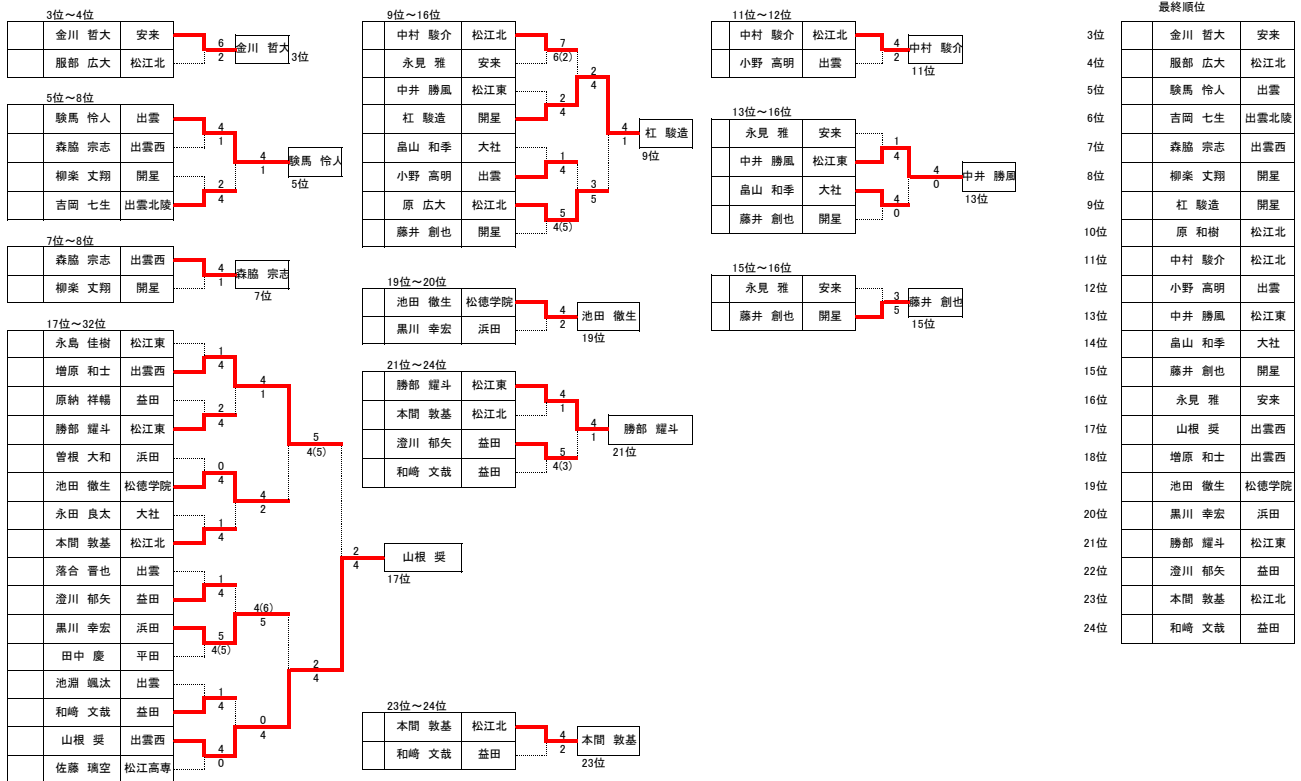 3位～4位
金川 哲大 安来
服部 広大 松江北
6
2
金川 哲大
3位
5位～8位
験馬 怜人 出雲
森脇 宗志 出雲西
柳楽 丈翔 開星
吉岡 七生 出雲北陵
4
1
2
4
4
1
験馬 怜人
5位
7位～8位
森脇 宗志 出雲西
柳楽 丈翔 開星
4
1
森脇 宗志
7位
17位～32位
永島 佳樹 松江東
増原 和士 出雲西
原納 祥暢 益田
勝部 耀斗 松江東
曽根 大和 浜田
池田 徹生 松徳学院
永田 良太 大社
本間 敦基 松江北
落合 晋也 出雲
澄川 郁矢 益田
黒川 幸宏 浜田
田中 慶 平田
池淵 颯汰 出雲
和﨑 文哉 益田
山根 奨 出雲西
佐藤 璃空 松江高専
1
4
2
4
0
4
1
4
1
4
5
4(5)
1
4
4
0
4
1
4
2
4(6)
5
0
4
5
4(5)
2
4
2
4
山根 奨
17位
9位～16位
中村 駿介 松江北
永見 雅 安来
中井 勝風 松江東
杠 駿造 開星
畠山 和季 大社
小野 高明 出雲
原 広大 松江北
藤井 創也 開星
7
6(2)
2
4
1
4
5
4(5)
2
4
3
5
4
1
杠 駿造
9位
19位～20位
池田 徹生 松徳学院
黒川 幸宏 浜田
4
2
池田 徹生
19位
21位～24位
勝部 耀斗 松江東
本間 敦基 松江北
澄川 郁矢 益田
和﨑 文哉 益田
4
1
5
4(3)
4
1
勝部 耀斗
21位
23位～24位
本間 敦基 松江北
和﨑 文哉 益田
4
2
本間 敦基
23位
11位～12位
中村 駿介 松江北
小野 高明 出雲
4
2
中村 駿介
11位
13位～16位
永見 雅 安来
中井 勝風 松江東
畠山 和季 大社
藤井 創也 開星
1
4
4
0
4
0
中井 勝風
13位
15位～16位
永見 雅 安来
藤井 創也 開星
3
5
藤井 創也
15位
最終順位
3位 金川 哲大 安来
4位 服部 広大 松江北
5位 験馬 怜人 出雲
6位 吉岡 七生 出雲北陵
7位 森脇 宗志 出雲西
8位 柳楽 丈翔 開星
9位 杠 駿造 開星
10位 原 和樹 松江北
11位 中村 駿介 松江北
12位 小野 高明 出雲
13位 中井 勝風 松江東
14位 畠山 和季 大社
15位 藤井 創也 開星
16位 永見 雅 安来
17位 山根 奨 出雲西
18位 増原 和士 出雲西
19位 池田 徹生 松徳学院
20位 黒川 幸宏 浜田
21位 勝部 耀斗 松江東
22位 澄川 郁矢 益田
23位 本間 敦基 松江北
24位 和﨑 文哉 益田